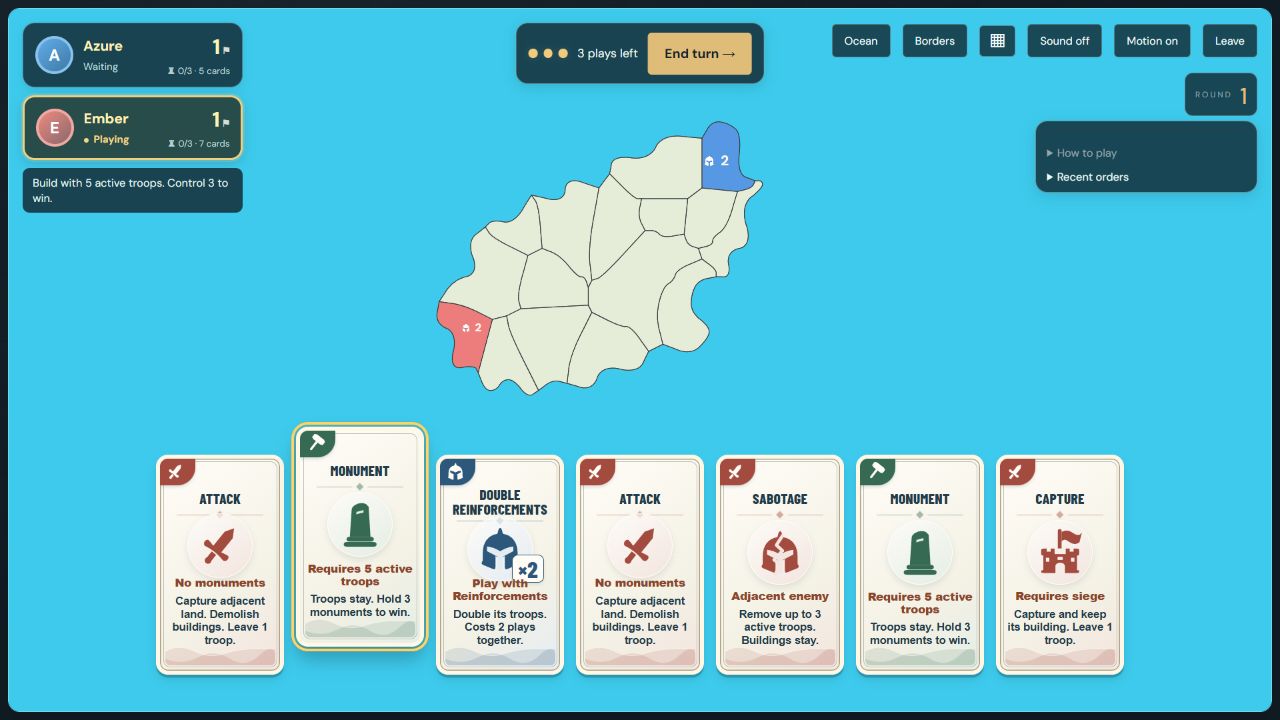 A
Azure
Waiting
1
0/3 · 5 cards
E
Ember
Playing
1
0/3 · 7 cards
Build with 5 active troops. Control 3 to
win.
3 plays left
End turn →
Ocean
Borders
Sound off
Motion on
Leave
ROUND 1
How to play
Recent orders
2
2
ATTACK
No monuments
Capture adjacent
land. Demolish
buildings. Leave 1
troop.
MONUMENT
Requires 5 active
troops
Troops stay. Hold 3
monuments to win.
DOUBLE
REINFORCEMENTS
×2
Play with
Reinforcements
Double its troops.
Costs 2 plays
together.
ATTACK
No monuments
Capture adjacent
land. Demolish
buildings. Leave 1
troop.
SABOTAGE
Adjacent enemy
Remove up to 3
active troops.
Buildings stay.
MONUMENT
Requires 5 active
troops
Troops stay. Hold 3
monuments to win.
CAPTURE
Requires siege
Capture and keep
its building. Leave 1
troop.